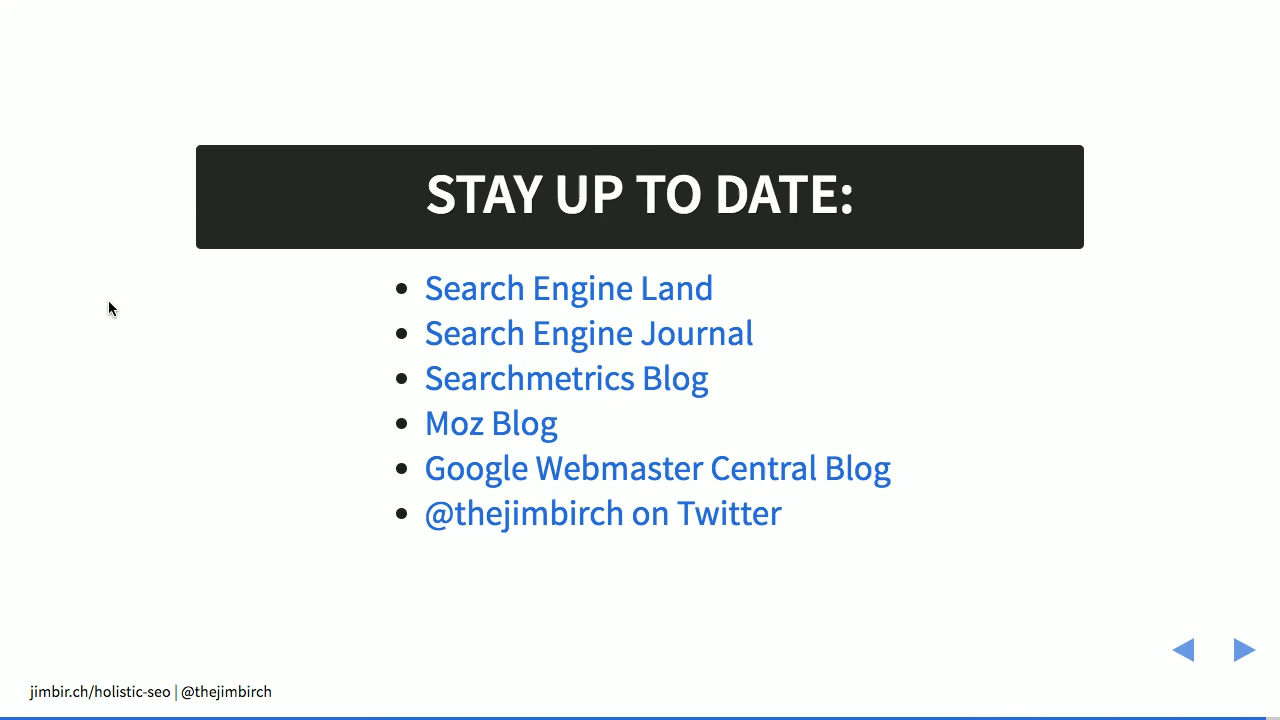 STAY UP TO DATE:
Search Engine Land
Search Engine Journal
Searchmetrics Blog
Moz Blog
Google Webmaster Central Blog
@thejimbirch on Twitter
jimbir.ch/holistic-seo | @thejimbirch